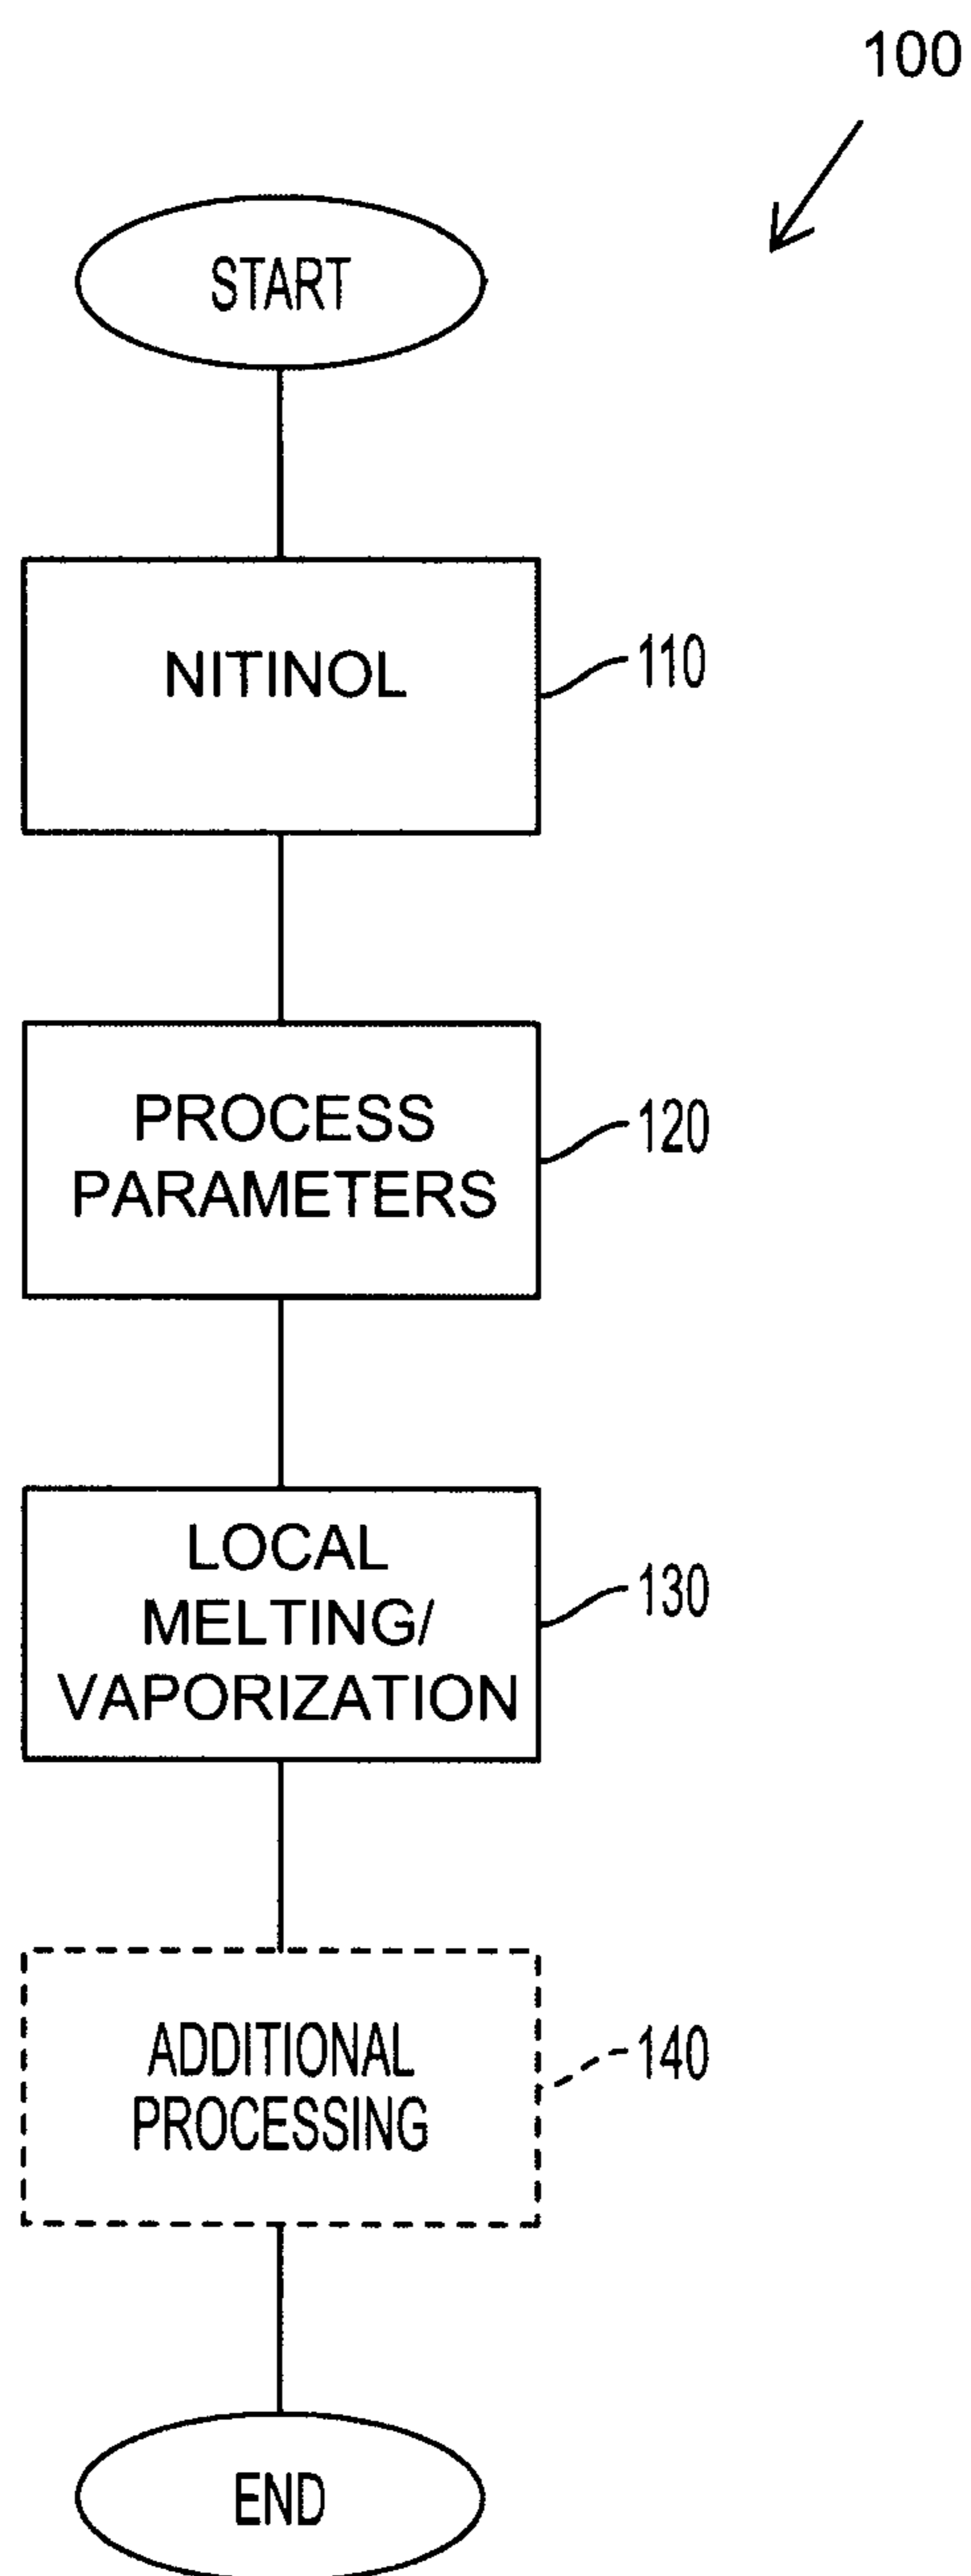 100
START
NITINOL
110
PROCESS
PARAMETERS
120
LOCAL
MELTING/
VAPORIZATION
130
ADDITIONAL
PROCESSING
140
END